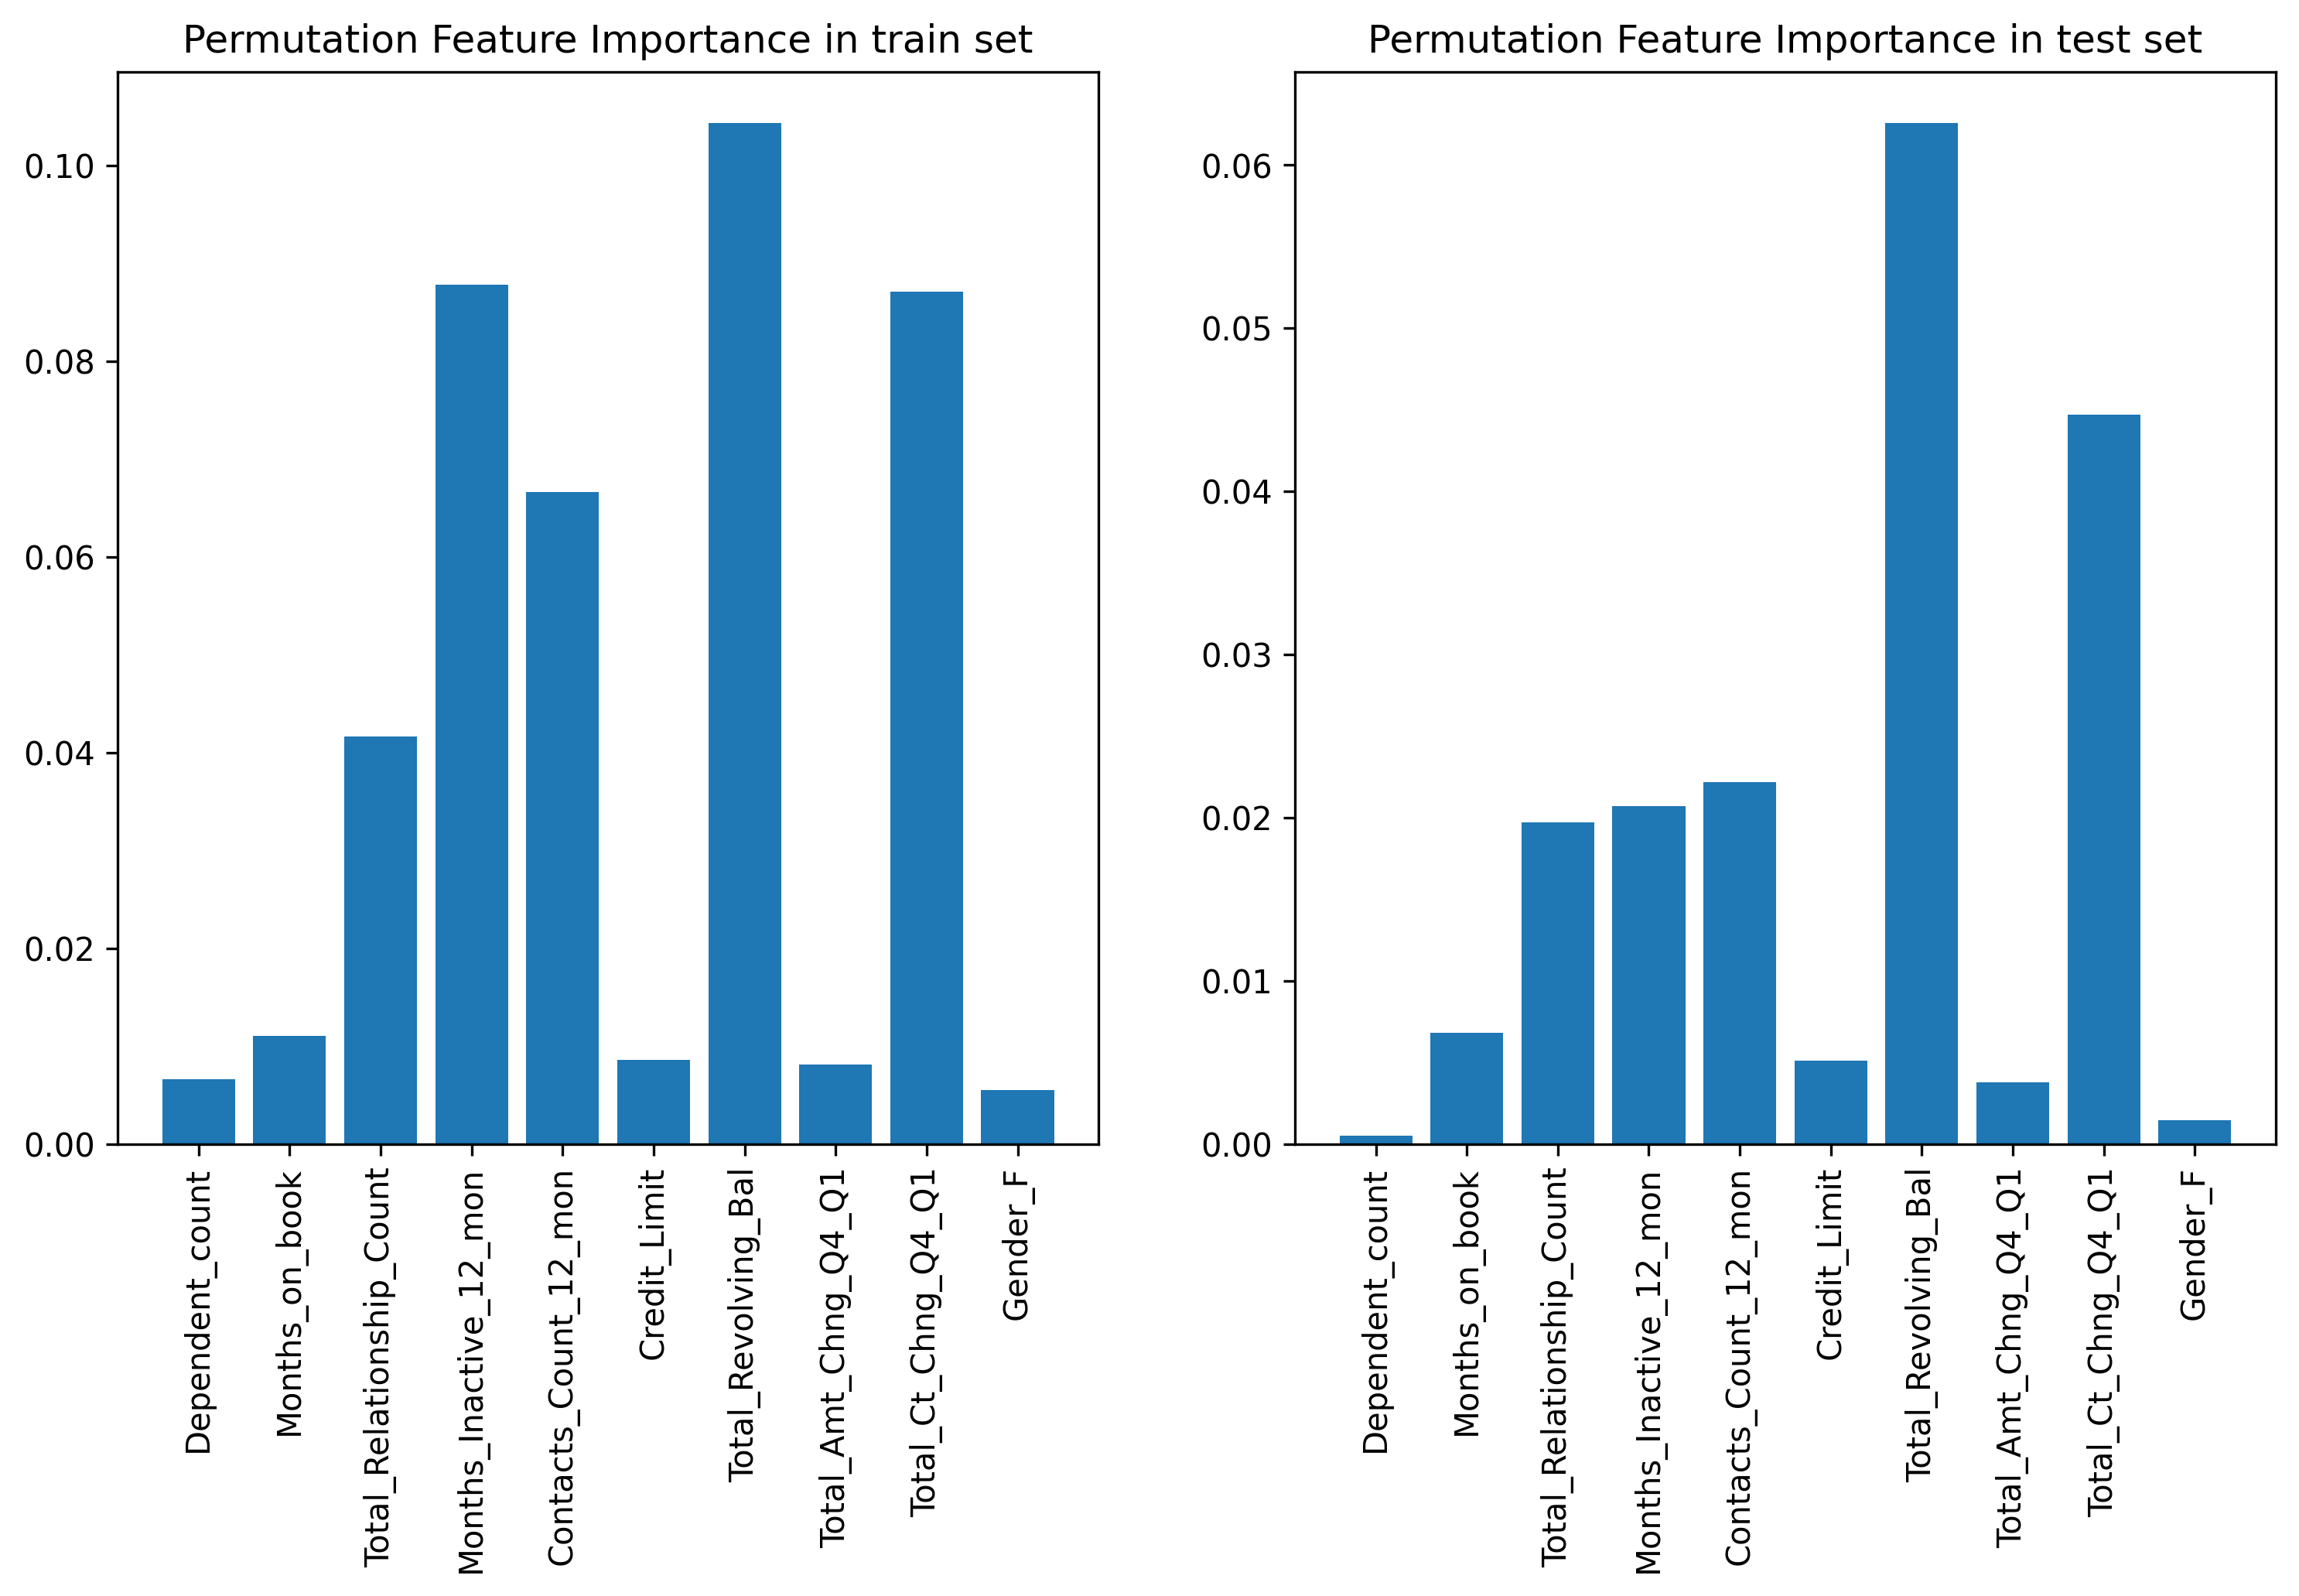 Permutation Feature Importance in train set
0.10
0.08
0.06
0.04
0.02
0.00
Dependent_count
Months_on_book
Total_Relationship_Count
Months_Inactive_12_mon
Contacts_Count_12_mon
Credit_Limit
Total_Revolving_Bal
Total_Amt_Chng_Q4_Q1
Total_Ct_Chng_Q4_Q1
Gender_F
Permutation Feature Importance in test set
0.06
0.05
0.04
0.03
0.02
0.01
0.00
Dependent_count
Months_on_book
Total_Relationship_Count
Months_Inactive_12_mon
Contacts_Count_12_mon
Credit_Limit
Total_Revolving_Bal
Total_Amt_Chng_Q4_Q1
Total_Ct_Chng_Q4_Q1
Gender_F